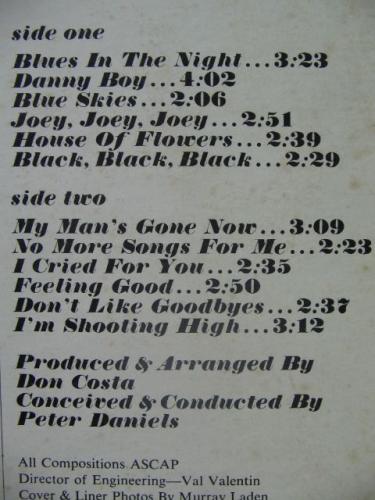 side one
Blues In The Night...3:23
Danny Boy...4:02
Blue Skies...2:06
Joey, Joey, Joey...2:51
House Of Flowers...2:39
Black, Black, Black...2:29
side two
My Man's Gone Now...3:09
No More Songs For Me...2:23
I Cried For You...2:35
Feeling Good...2:50
Don't Like Goodbyes...2:37
I'm Shooting High...3:12
Produced & Arranged By
Don Costa
Conceived & Conducted By
Peter Daniels
All Compositions ASCAP
Director of Engineering—Val Valentin
Cover & Liner Photos By Murray Laden